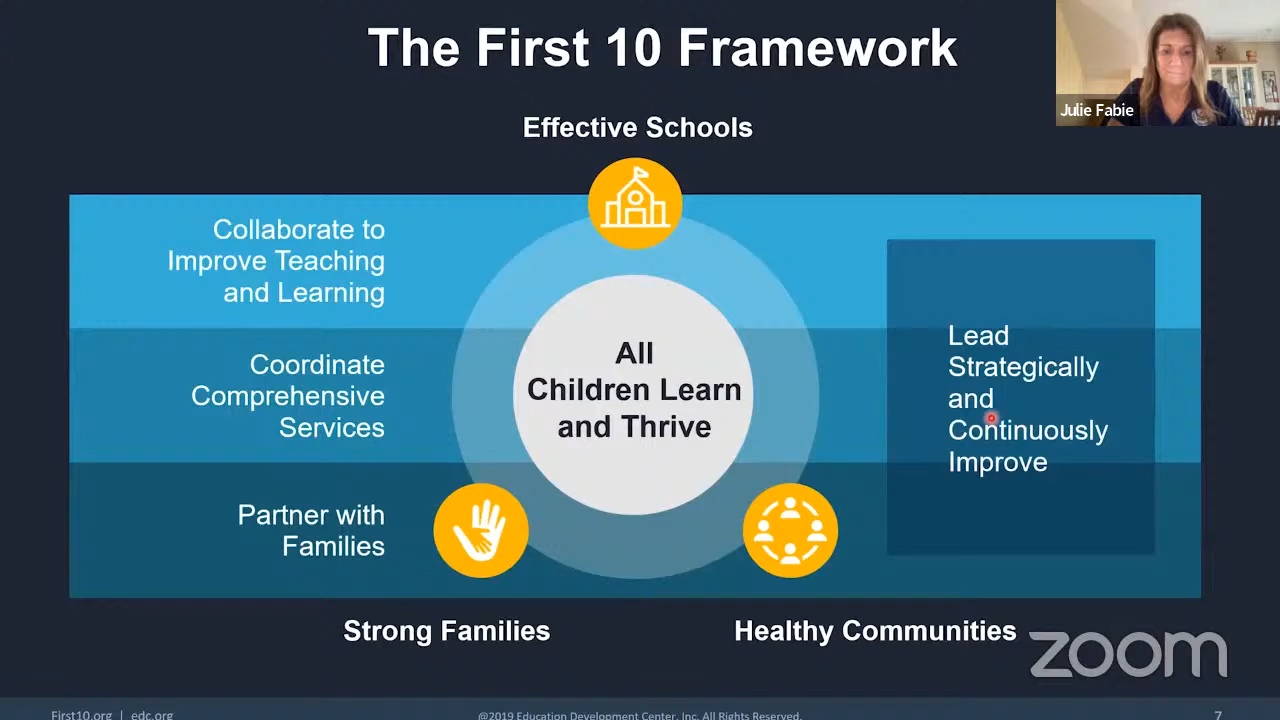 The First 10 Framework
Julie Fabie
Effective Schools
Collaborate to
Improve Teaching
and Learning
Coordinate
Comprehensive
Services
Partner with
Families
All
Children Learn
and Thrive
Lead
Strategically
and
Continuously
Improve
Strong Families
Healthy Communities
zoom
First10.org | edc.org
@2019 Education Development Center, Inc. All Rights Reserved.
7